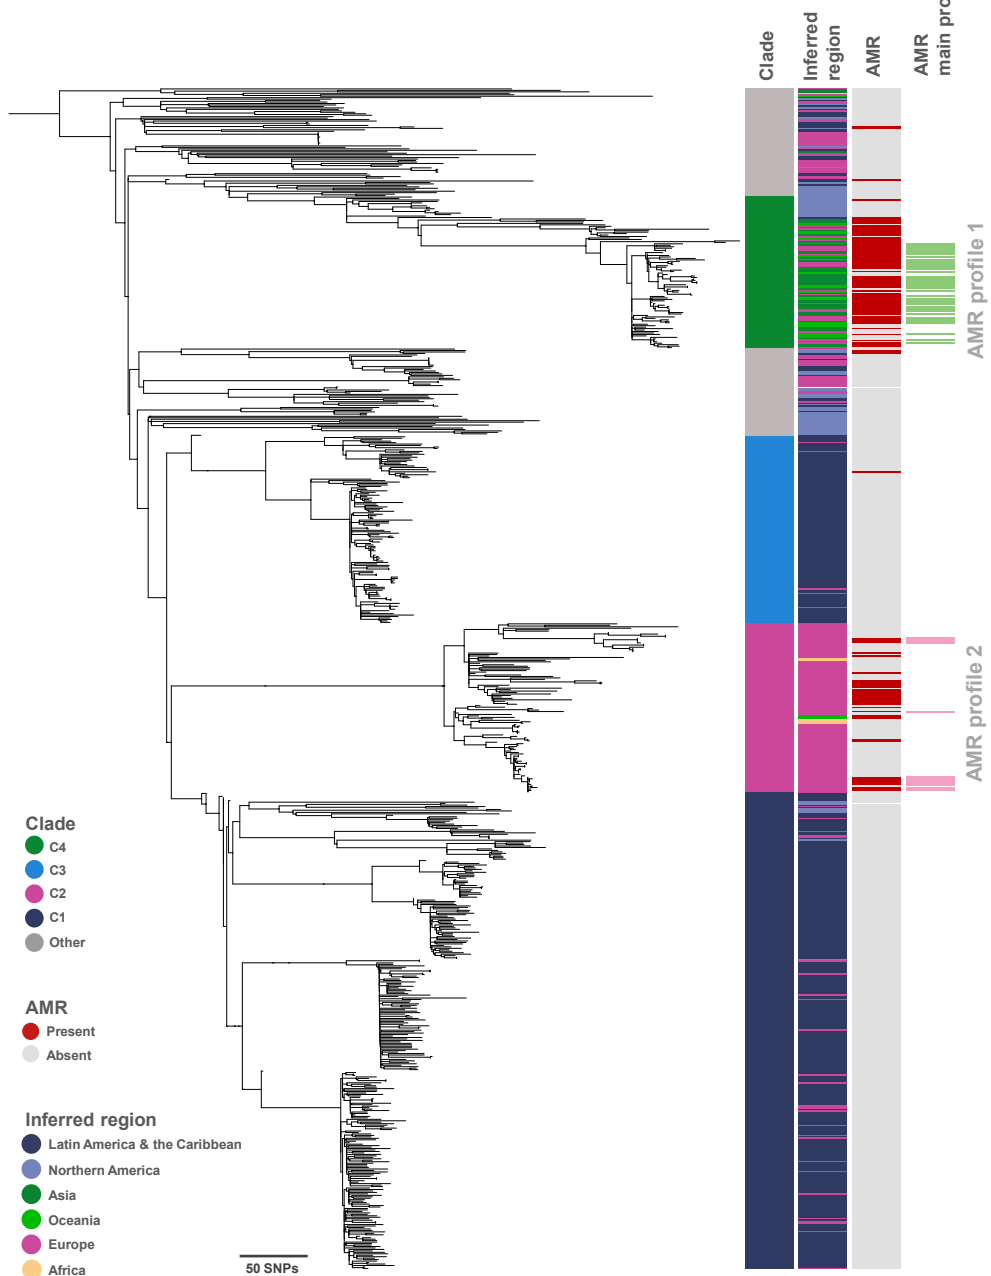 Clade
Inferred
region
AMR
AMR
main pro
AMR profile 1
AMR profile 2
Clade
C4
C3
C2
C1
Other
AMR
Present
Absent
Inferred region
Latin America & the Caribbean
Northern America
Asia
Oceania
Europe
Africa
50 SNPs